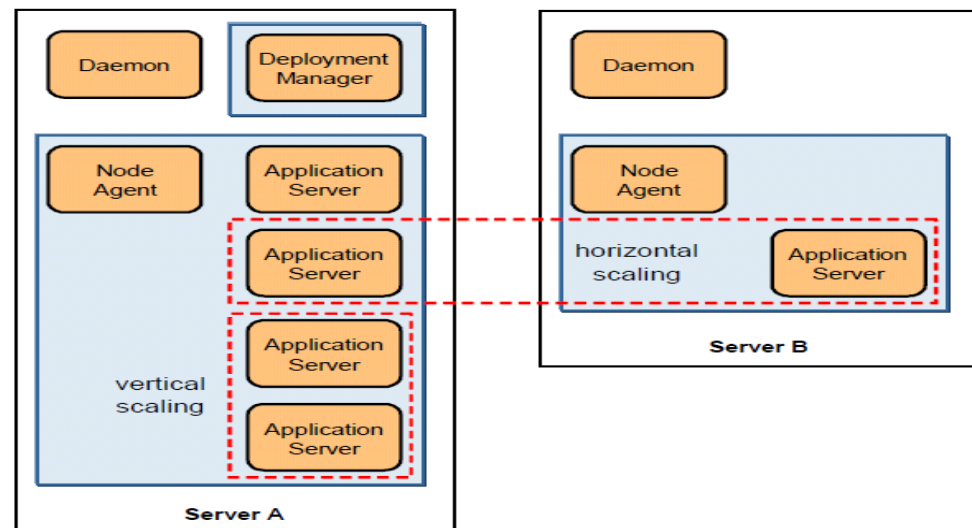 Daemon
Deployment
Manager
Node
Agent
Application
Server
Application
Server
Application
Server
vertical
scaling
Application
Server
Server A
Daemon
Node
Agent
horizontal
scaling
Application
Server
Server B